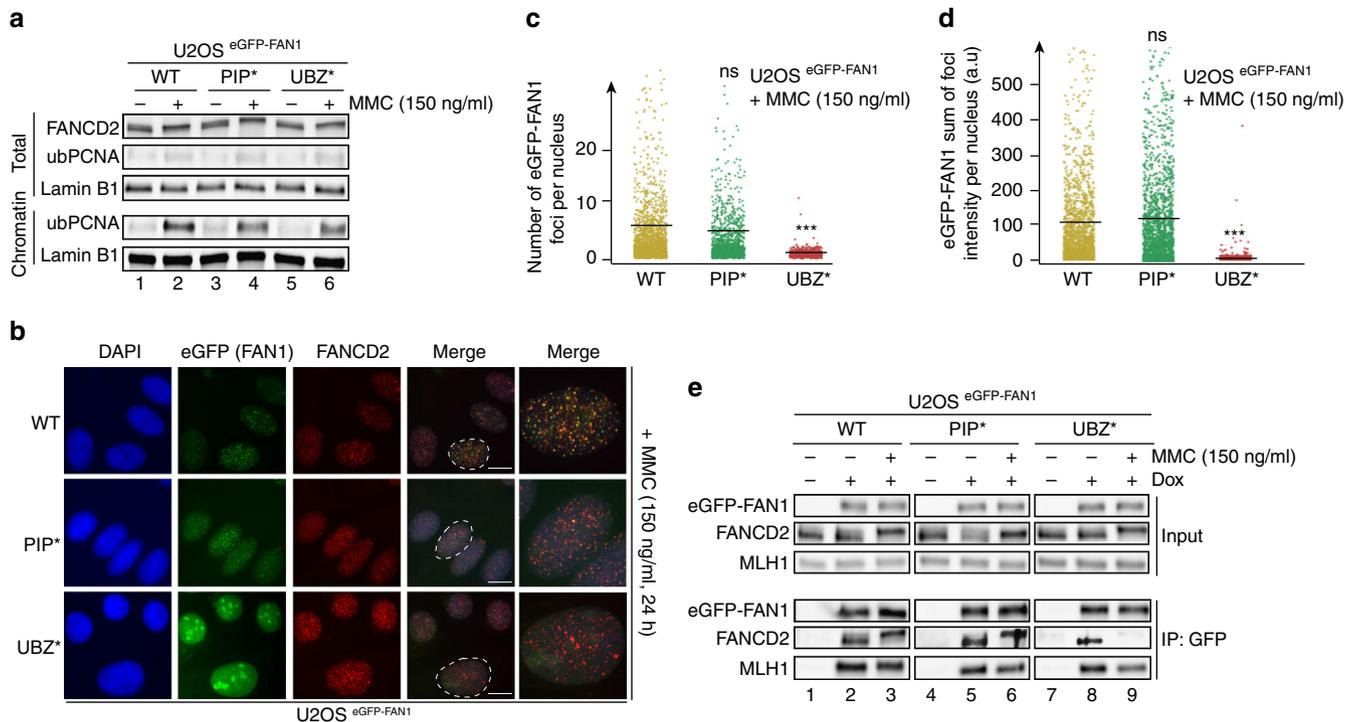 a
U2OS eGFP-FAN1
WT PIP* UBZ*
– + – + – + MMC (150 ng/ml)
Total
FANCD2
ubPCNA
Lamin B1
Chromatin
ubPCNA
Lamin B1
1 2 3 4 5 6
b
DAPI eGFP (FAN1) FANCD2 Merge Merge
WT
PIP*
UBZ*
+ MMC (150 ng/ml, 24 h)
U2OS eGFP-FAN1
c
Number of eGFP-FAN1
foci per nucleus
20
10
0
ns
***
U2OS eGFP-FAN1
+ MMC (150 ng/ml)
WT PIP* UBZ*
d
eGFP-FAN1 sum of foci
intensity per nucleus (a.u)
500
400
300
200
100
0
ns
***
U2OS eGFP-FAN1
+ MMC (150 ng/ml)
WT PIP* UBZ*
e
U2OS eGFP-FAN1
WT PIP* UBZ*
– – + – – + – – + MMC (150 ng/ml)
– + + – + + – + + Dox
eGFP-FAN1
FANCD2
MLH1
Input
eGFP-FAN1
FANCD2
MLH1
IP: GFP
1 2 3 4 5 6 7 8 9